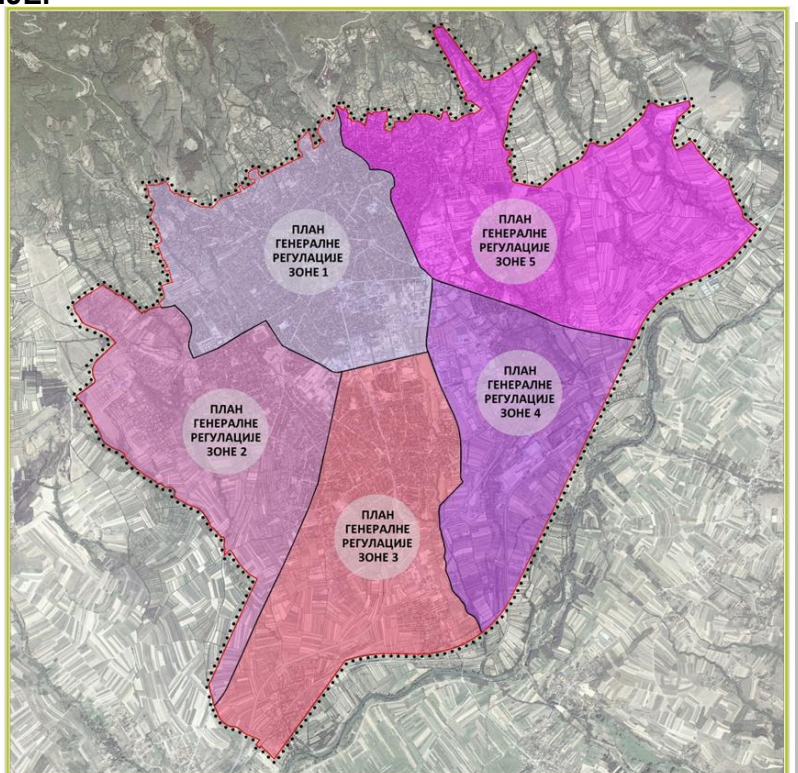 ПЛАН
ГЕНЕРАЛНЕ
РЕГУЛАЦИЈЕ
ЗОНЕ 1
ПЛАН
ГЕНЕРАЛНЕ
РЕГУЛАЦИЈЕ
ЗОНЕ 5
ПЛАН
ГЕНЕРАЛНЕ
РЕГУЛАЦИЈЕ
ЗОНЕ 4
ПЛАН
ГЕНЕРАЛНЕ
РЕГУЛАЦИЈЕ
ЗОНЕ 2
ПЛАН
ГЕНЕРАЛНЕ
РЕГУЛАЦИЈЕ
ЗОНЕ 3